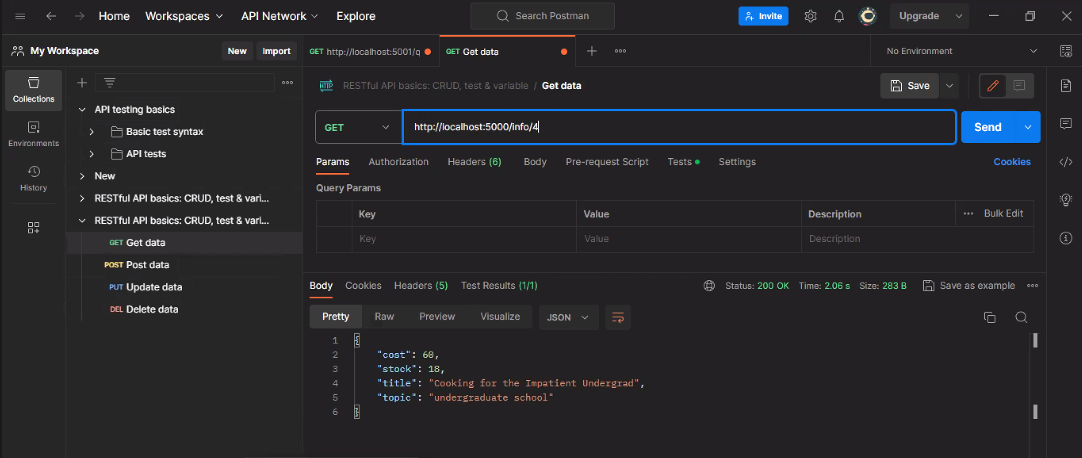 Home Workspaces API Network Explore Search Postman Invite Upgrade
My Workspace New Import GET http://localhost:5001/q GET Get data No Environment
Collections
Environments
History
API testing basics
Basic test syntax
API tests
New
RESTful API basics: CRUD, test & vari...
RESTful API basics: CRUD, test & vari...
GET Get data
POST Post data
PUT Update data
DEL Delete data
HTTP RESTful API basics: CRUD, test & variable / Get data Save
GET http://localhost:5000/info/4 Send
Params Authorization Headers (6) Body Pre-request Script Tests Settings Cookies
Query Params
Key Value Description Bulk Edit
Key Value Description
Body Cookies Headers (5) Test Results (1/1) Status: 200 OK Time: 2.06 s Size: 283 B Save as example
Pretty Raw Preview Visualize JSON
1 {
2 "cost": 60,
3 "stock": 18,
4 "title": "Cooking for the Impatient Undergrad",
5 "topic": "undergraduate school"
6 }